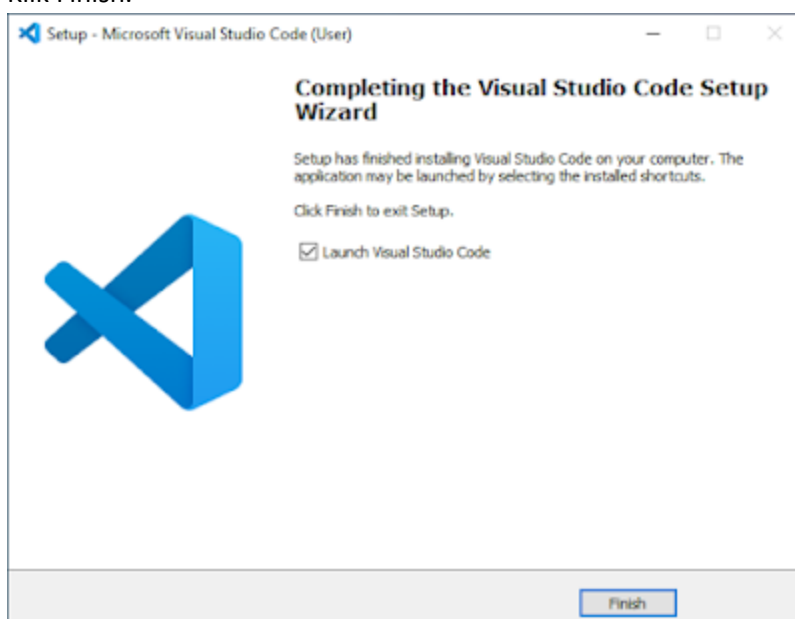 Klik Finish.
Setup - Microsoft Visual Studio Code (User)
Completing the Visual Studio Code Setup
Wizard
Setup has finished installing Visual Studio Code on your computer. The
application may be launched by selecting the installed shortcuts.
Click Finish to exit Setup.
Launch Visual Studio Code
Finish